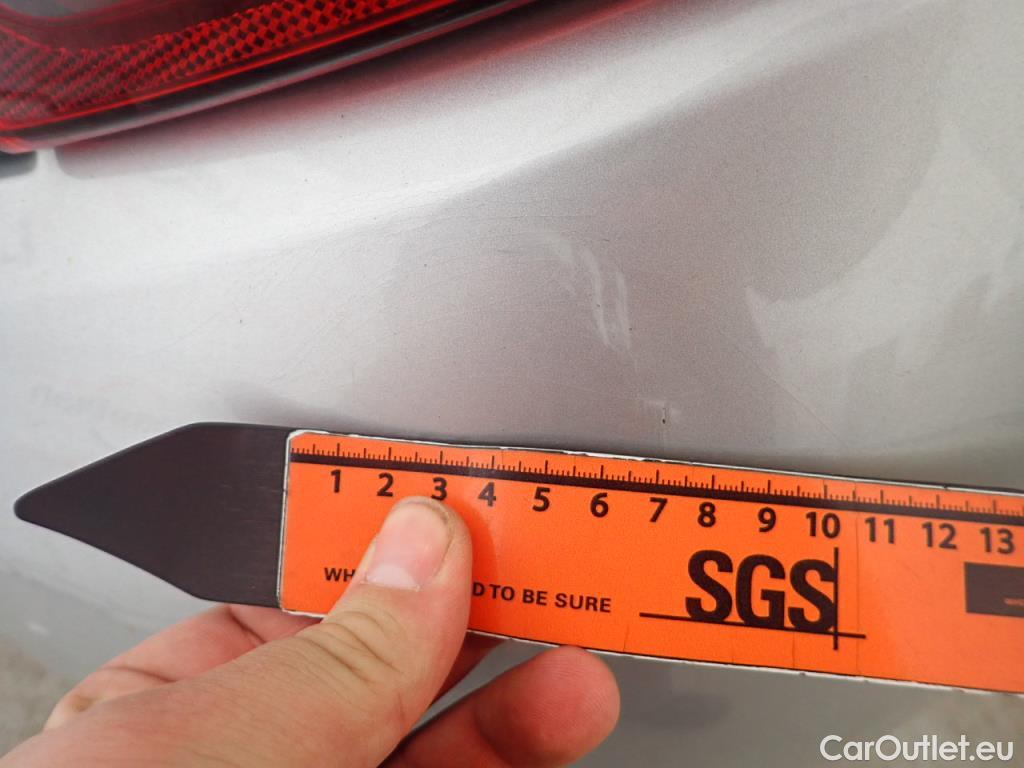 1 2 3 4 5 6 7 8 9 10 11 12 13
WH D TO BE SURE
SGS
CarOutlet.eu